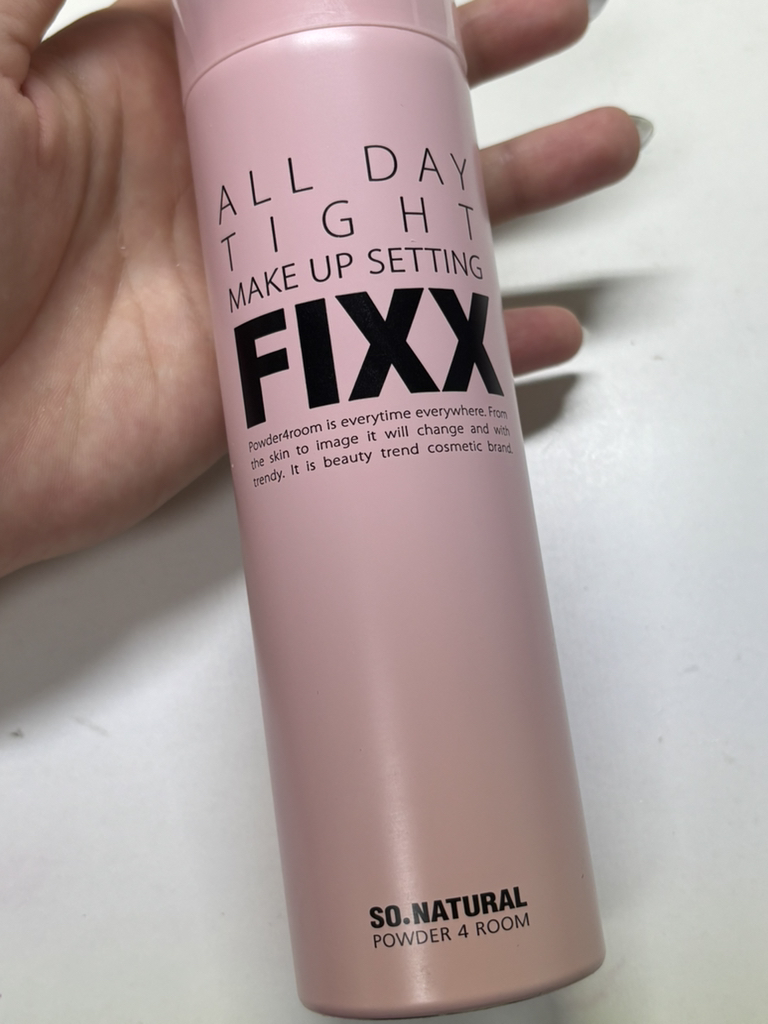 ALL DAY
TIGHT
MAKE UP SETTING
FIXX
Powder4room is everytime everywhere. From
the skin to image it will change and with
trendy. It is beauty trend cosmetic brand.
SO.NATURAL
POWDER 4 ROOM